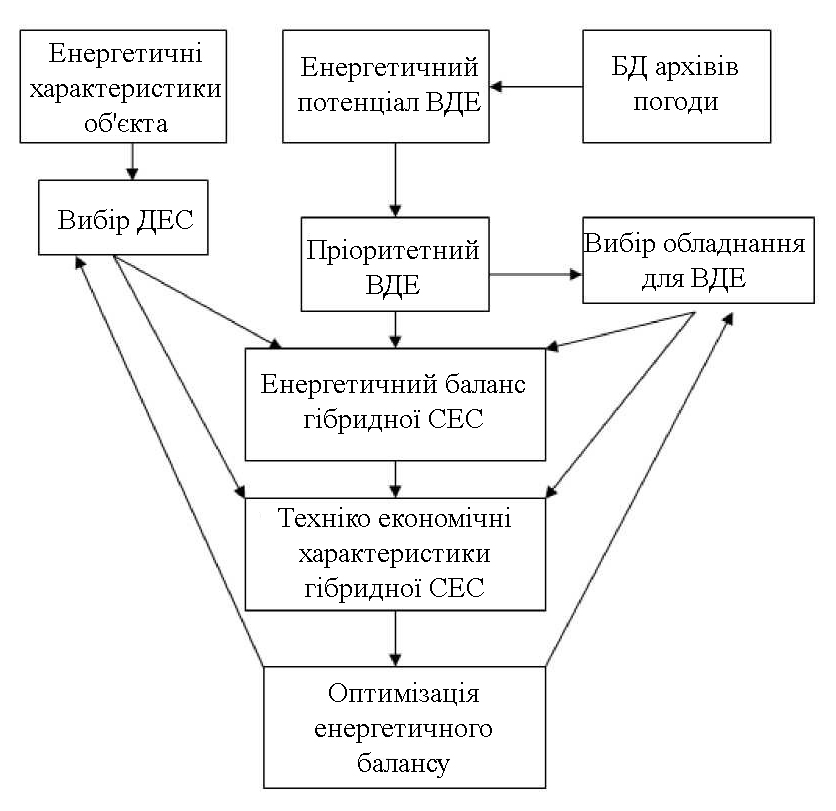 Енергетичні
характеристики
об'єкта
Енергетичний
потенціал ВДЕ
БД архівів
погоди
Вибір ДЕС
Пріоритетний
ВДЕ
Вибір обладнання
для ВДЕ
Енергетичний баланс
гібридної СЕС
Техніко економічні
характеристики
гібридної СЕС
Оптимізація
енергетичного
балансу